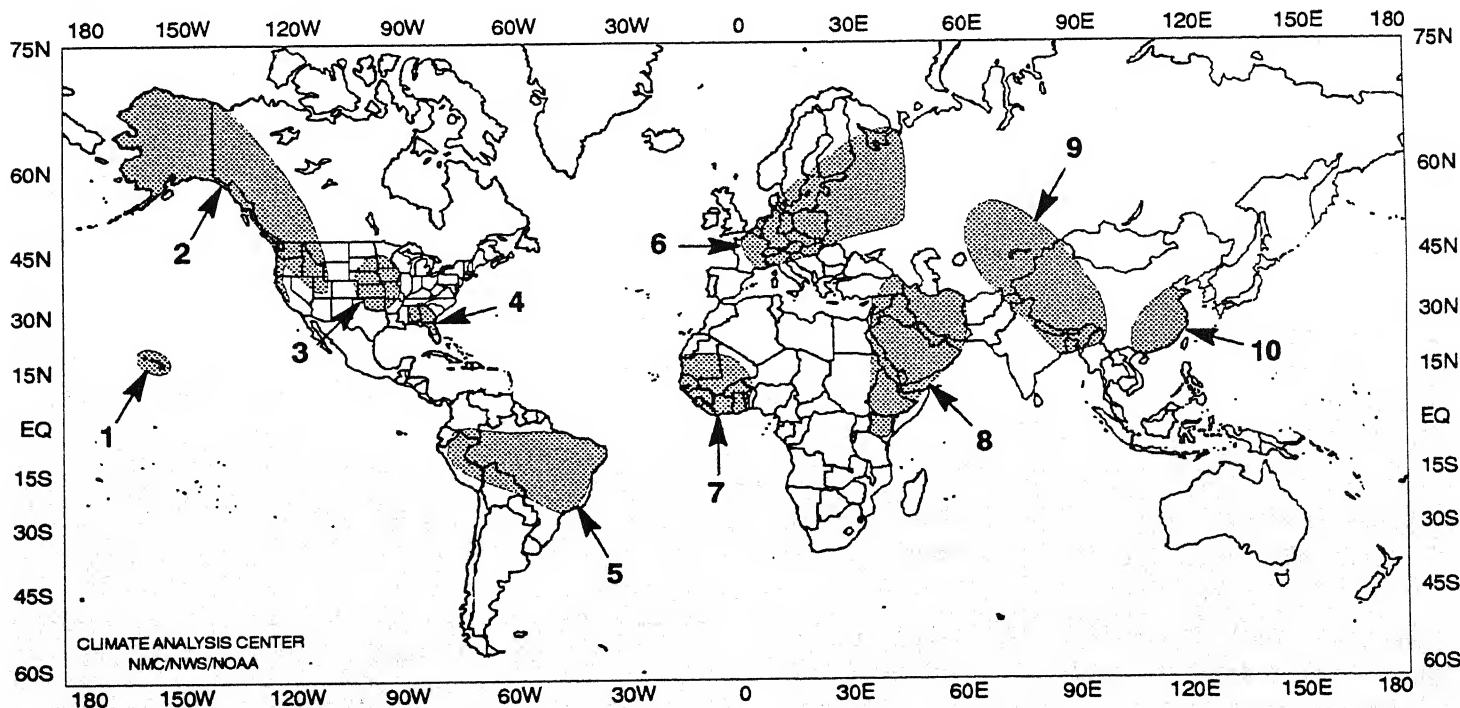 180 150W 120W 90W 60W 30W 0 30E 60E 90E 120E 150E 180
75N 75N
60N 60N
45N 45N
30N 30N
15N 15N
EQ EQ
15S 15S
30S 30S
45S 45S
60S 60S
9
2
6
4
3
10
1
8
7
5
CLIMATE ANALYSIS CENTER
NMC/NWS/NOAA
180 150W 120W 90W 60W 30W 0 30E 60E 90E 120E 150E 180